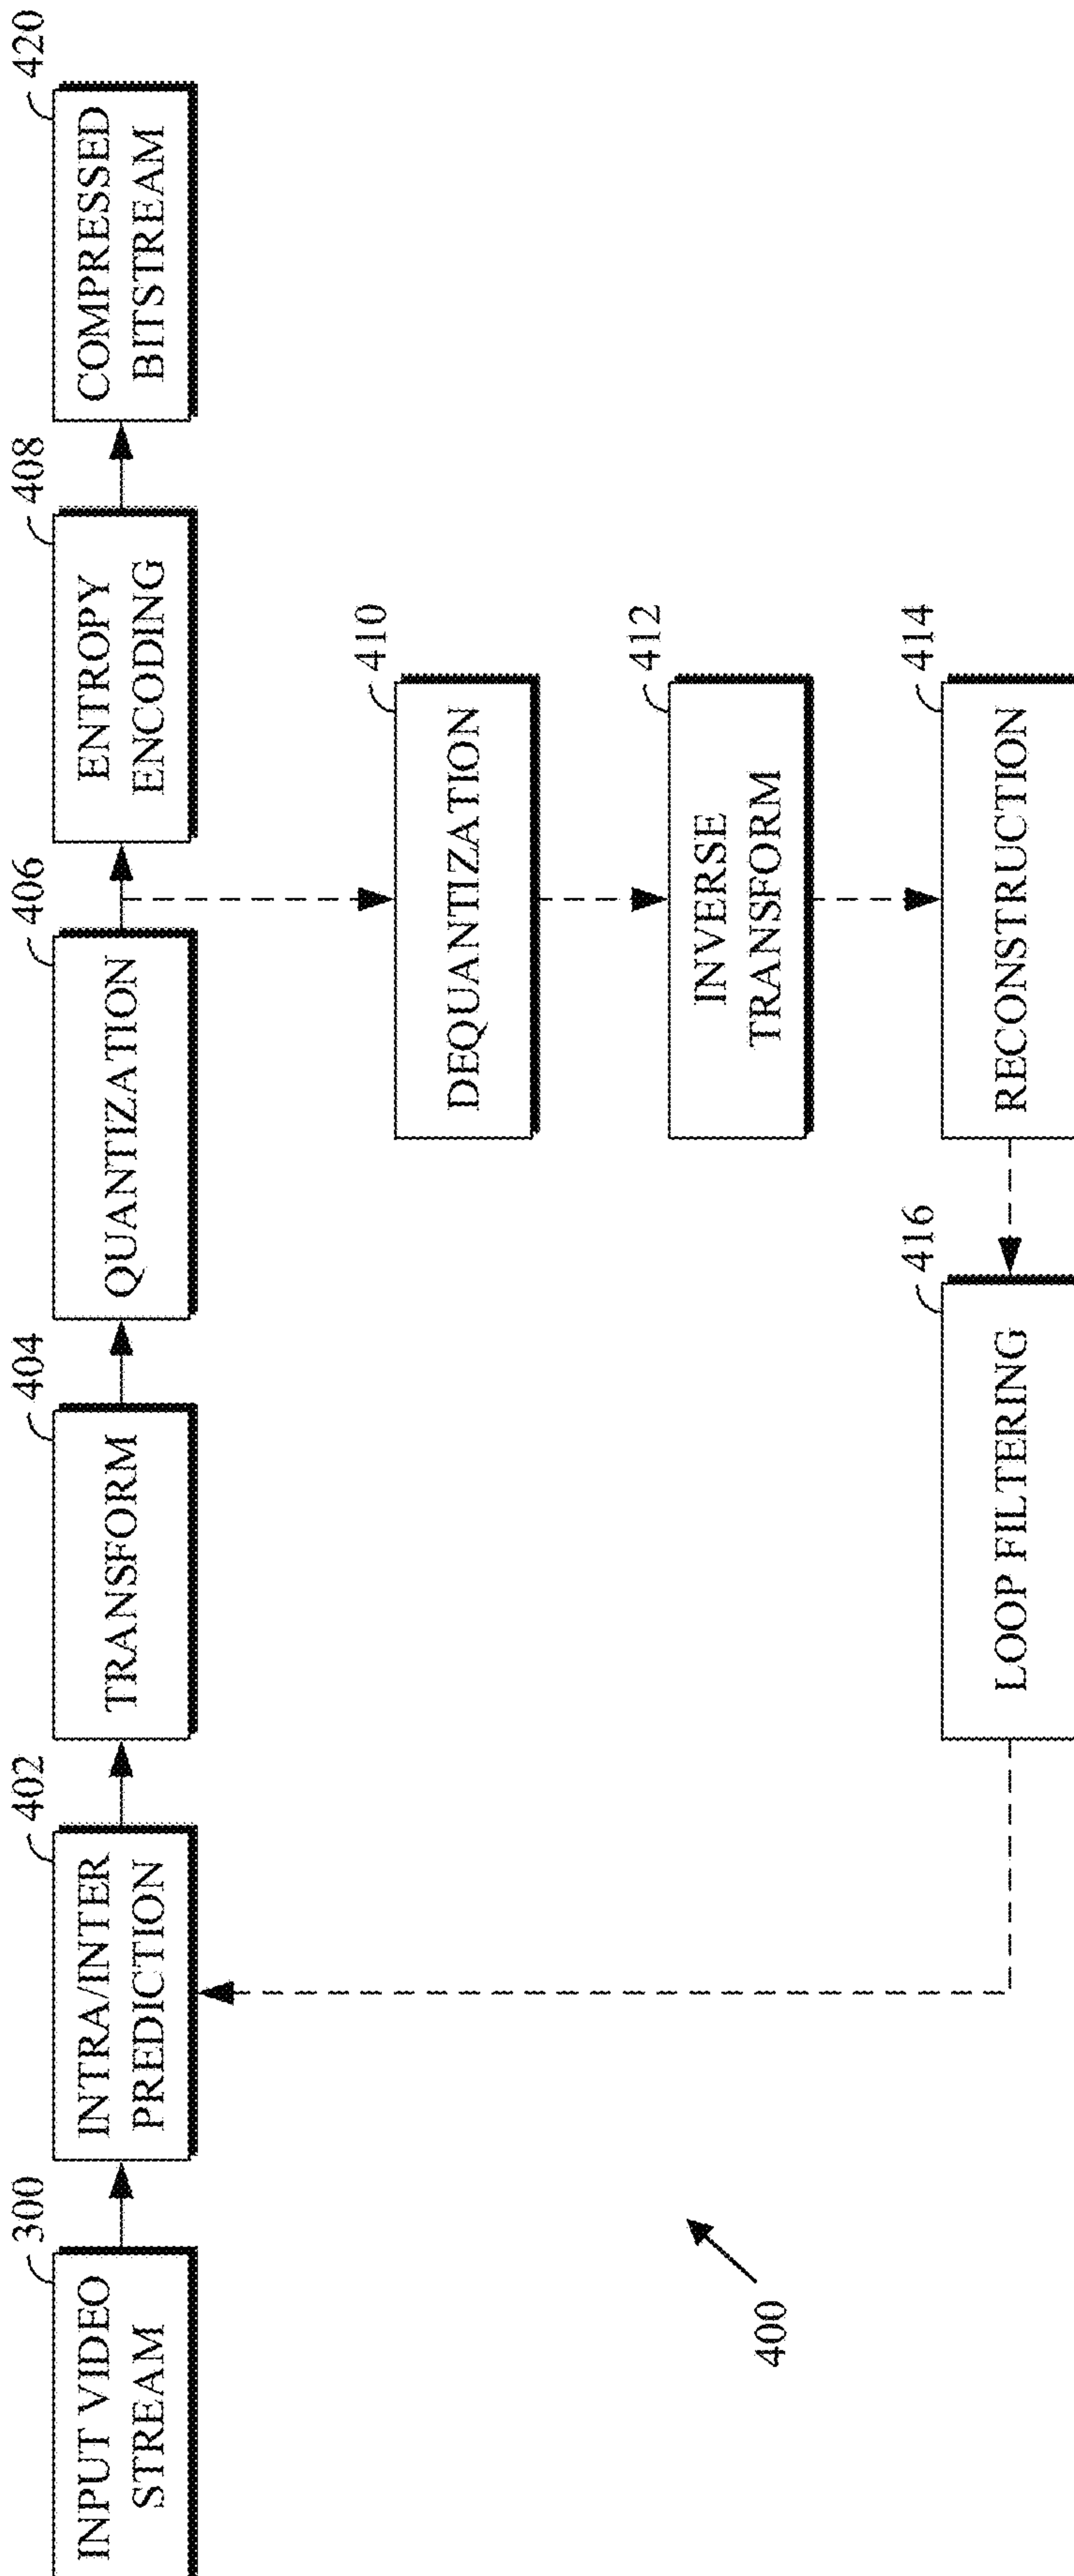 300
INPUT VIDEO
STREAM
402
INTRA/INTER
PREDICTION
404
TRANSFORM
406
QUANTIZATION
408
ENTROPY
ENCODING
420
COMPRESSED
BITSTREAM
410
DEQUANTIZATION
412
INVERSE
TRANSFORM
414
RECONSTRUCTION
416
LOOP FILTERING
400